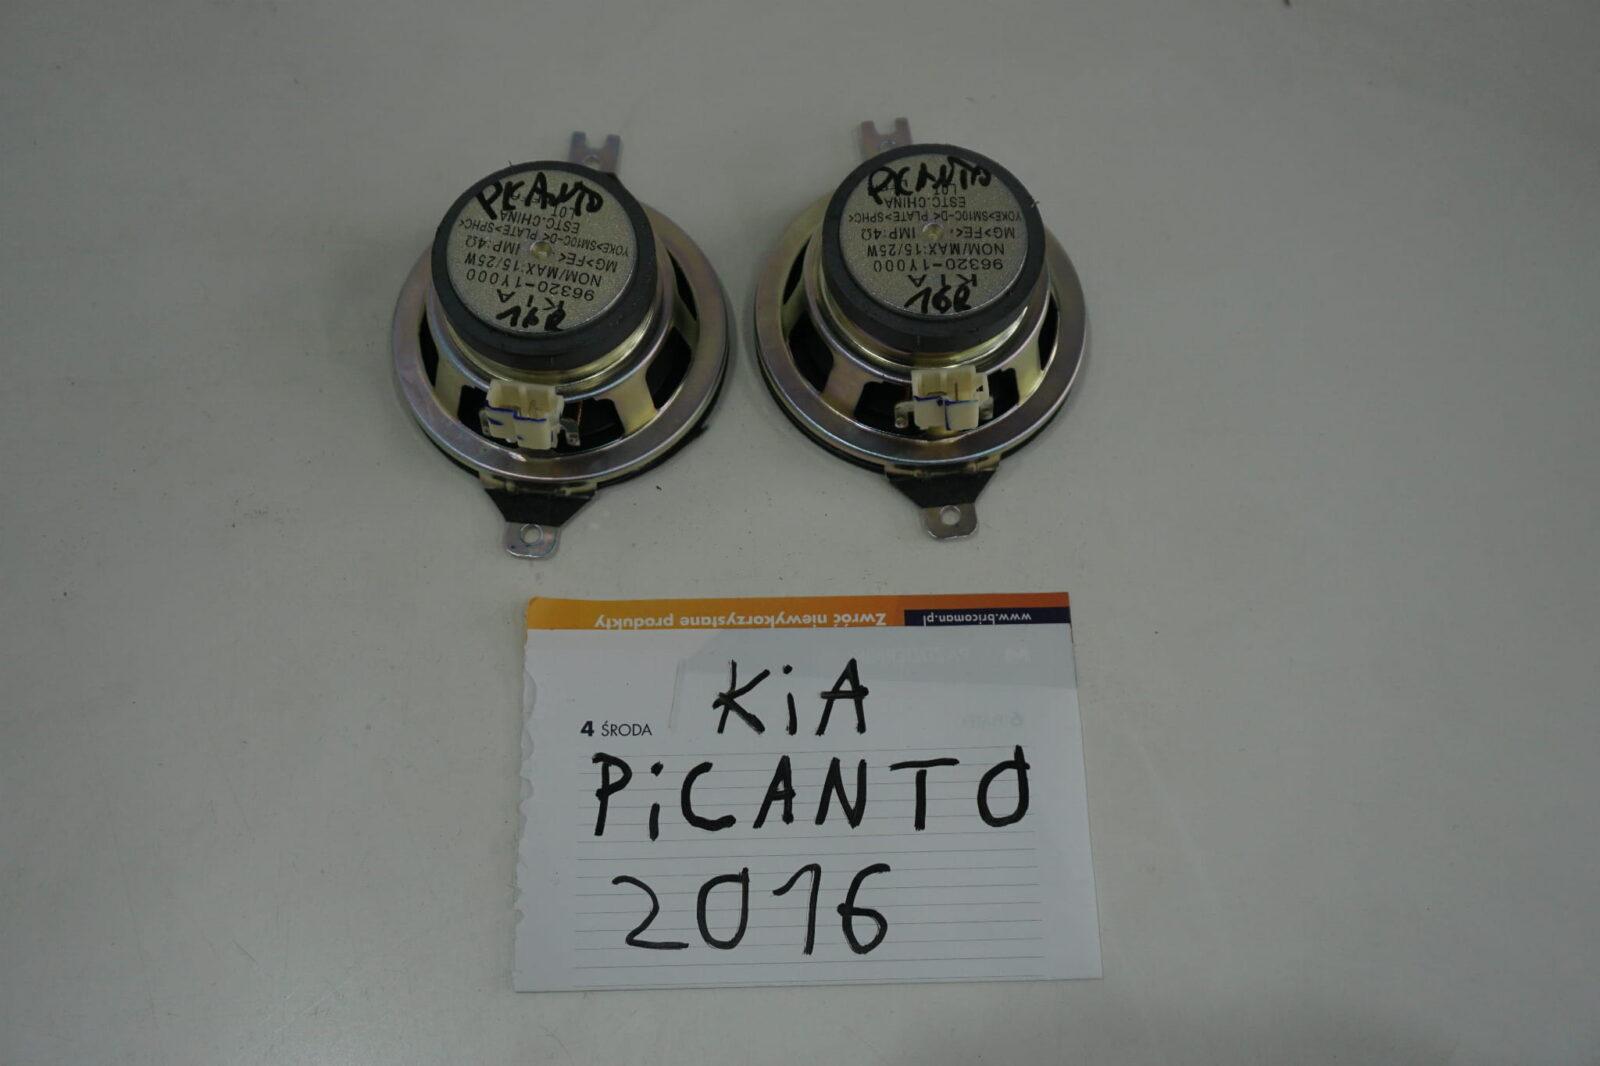 PICANTO
LOT
ESTC.CHINA
YOKE>SM10C-D< PLATE>SPHC<
MG>FE< IMP:4Ω
NOM/MAX:15/25W
96320-1Y000
KIA
PICANTO
LOT
ESTC.CHINA
YOKE>SM10C-D< PLATE>SPHC<
MG>FE< IMP:4Ω
NOM/MAX:15/25W
96320-1Y000
KIA
Zwróć niewykorzystane produkty
www.bricoman.pl
4 ŚRODA
KiA
PiCANTO
2016